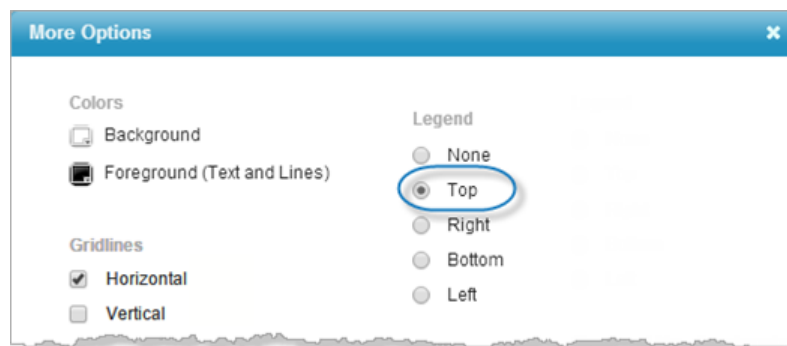 More Options
Colors
Background
Foreground (Text and Lines)
Gridlines
Horizontal
Vertical
Legend
None
Top
Right
Bottom
Left